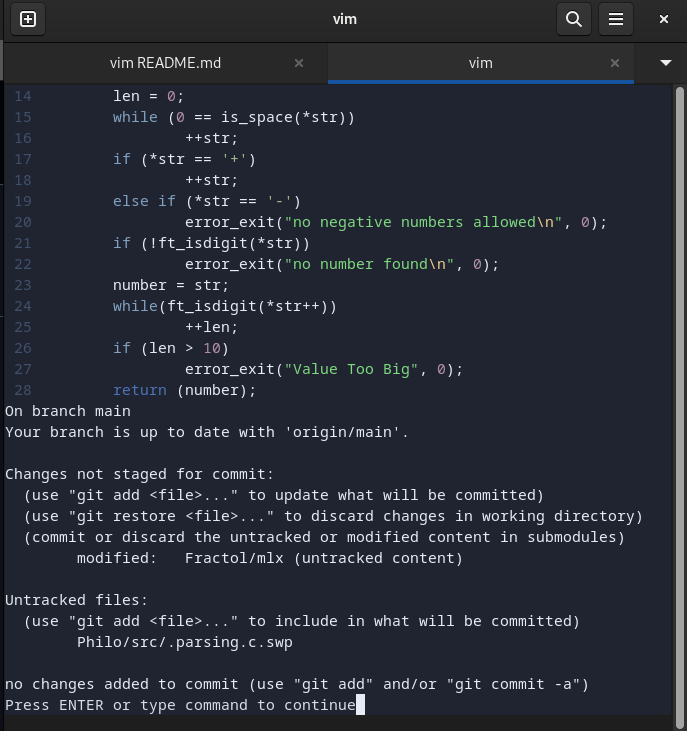 vim
vim README.md
vim
14         len = 0;
15         while (0 == is_space(*str))
16                 ++str;
17         if (*str == '+')
18                 ++str;
19         else if (*str == '-')
20                 error_exit("no negative numbers allowed\n", 0);
21         if (!ft_isdigit(*str))
22                 error_exit("no number found\n", 0);
23         number = str;
24         while(ft_isdigit(*str++))
25                 ++len;
26         if (len > 10)
27                 error_exit("Value Too Big", 0);
28         return (number);
On branch main
Your branch is up to date with 'origin/main'.

Changes not staged for commit:
  (use "git add <file>..." to update what will be committed)
  (use "git restore <file>..." to discard changes in working directory)
  (commit or discard the untracked or modified content in submodules)
        modified:   Fractol/mlx (untracked content)

Untracked files:
  (use "git add <file>..." to include in what will be committed)
        Philo/src/.parsing.c.swp

no changes added to commit (use "git add" and/or "git commit -a")
Press ENTER or type command to continue